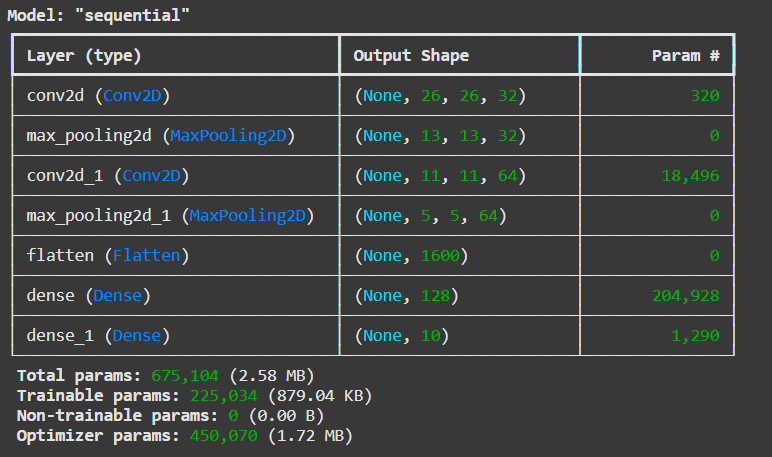 Model: "sequential"
Layer (type) Output Shape Param #
conv2d (Conv2D) (None, 26, 26, 32) 320
max_pooling2d (MaxPooling2D) (None, 13, 13, 32) 0
conv2d_1 (Conv2D) (None, 11, 11, 64) 18,496
max_pooling2d_1 (MaxPooling2D) (None, 5, 5, 64) 0
flatten (Flatten) (None, 1600) 0
dense (Dense) (None, 128) 204,928
dense_1 (Dense) (None, 10) 1,290
Total params: 675,104 (2.58 MB)
Trainable params: 225,034 (879.04 KB)
Non-trainable params: 0 (0.00 B)
Optimizer params: 450,070 (1.72 MB)